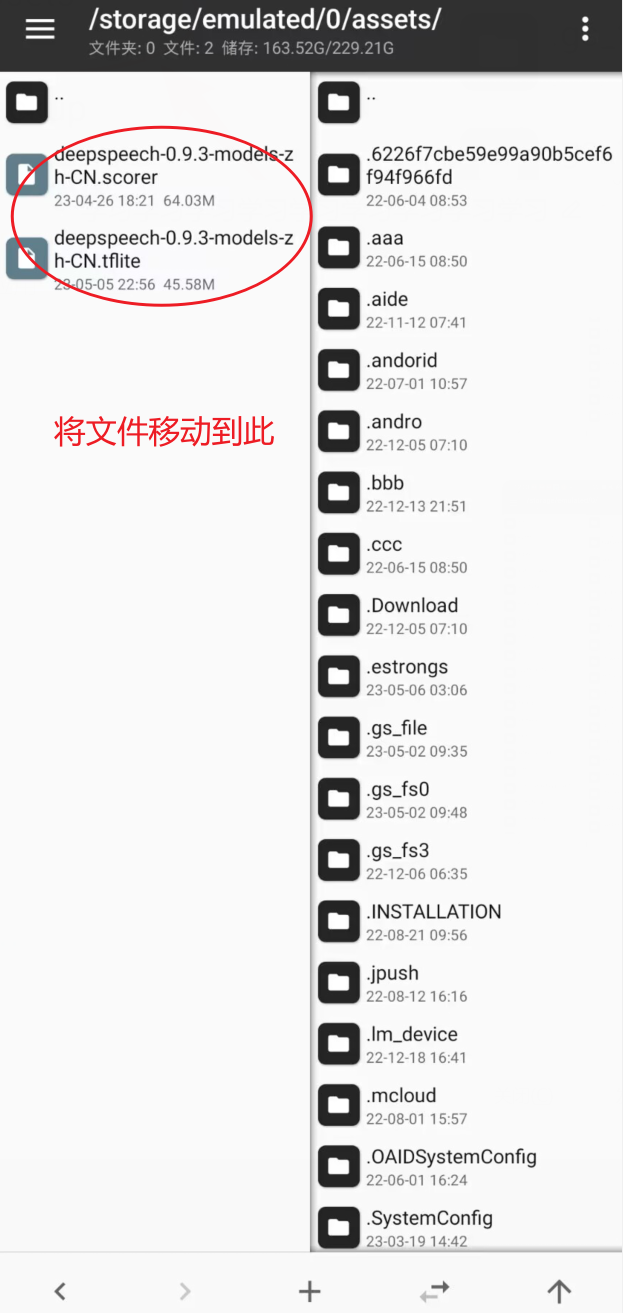 /storage/emulated/0/assets/
文件夹: 0 文件: 2 储存: 163.52G/229.21G
..
deepspeech-0.9.3-models-z
h-CN.scorer
23-04-26 18:21 64.03M
deepspeech-0.9.3-models-z
h-CN.tflite
23-05-05 22:56 45.58M
将文件移动到此
..
.6226f7cbe59e99a90b5cef6
f94f966fd
22-06-04 08:53
.aaa
22-06-15 08:50
.aide
22-11-12 07:41
.andorid
22-07-01 10:57
.andro
22-12-05 07:10
.bbb
22-12-13 21:51
.ccc
22-06-15 08:50
.Download
22-12-05 07:10
.estrongs
23-05-06 03:06
.gs_file
23-05-02 09:35
.gs_fs0
23-05-02 09:48
.gs_fs3
22-12-06 06:35
.INSTALLATION
22-08-21 09:56
.jpush
22-08-12 16:16
.lm_device
22-12-18 16:41
.mcloud
22-08-01 15:57
.OAIDSystemConfig
22-06-01 16:24
.SystemConfig
23-03-19 14:42